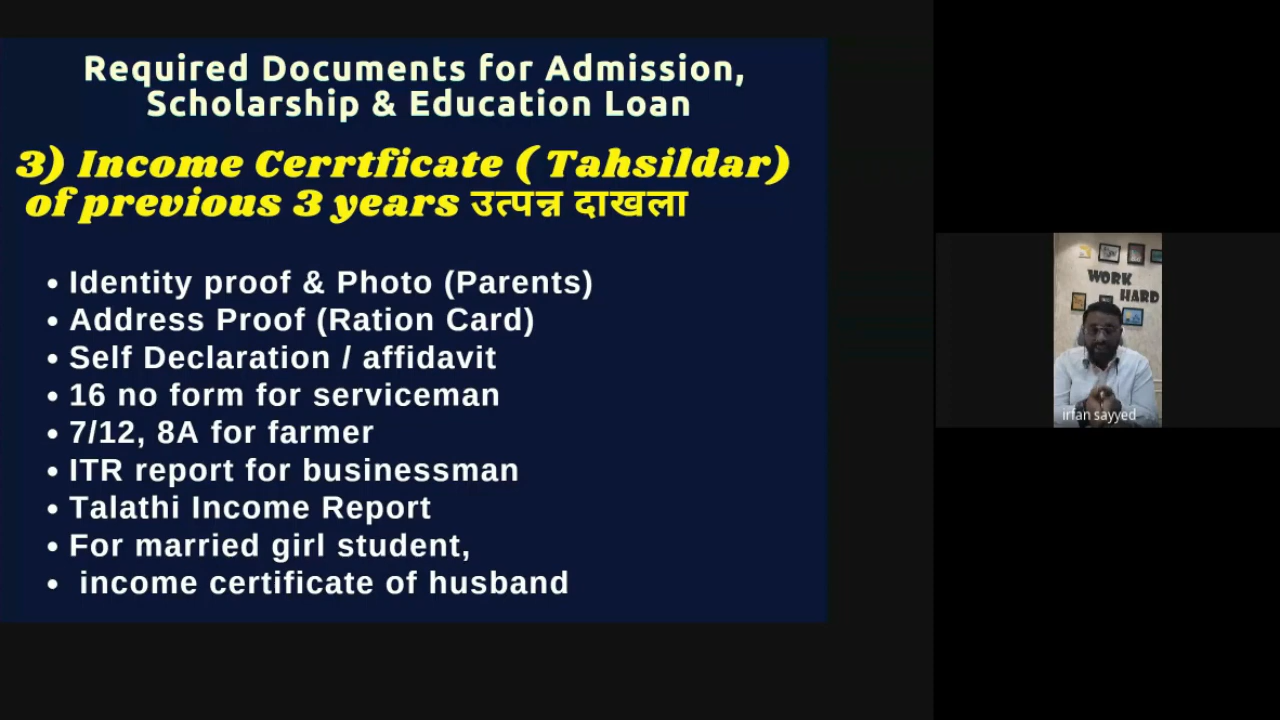 Required Documents for Admission,
Scholarship & Education Loan
3) Income Cerrtficate ( Tahsildar)
of previous 3 years उत्पन्न दाखला
• Identity proof & Photo (Parents)
• Address Proof (Ration Card)
• Self Declaration / affidavit
• 16 no form for serviceman
• 7/12, 8A for farmer
• ITR report for businessman
• Talathi Income Report
• For married girl student,
• income certificate of husband
WORK
HARD
irfan sayyed